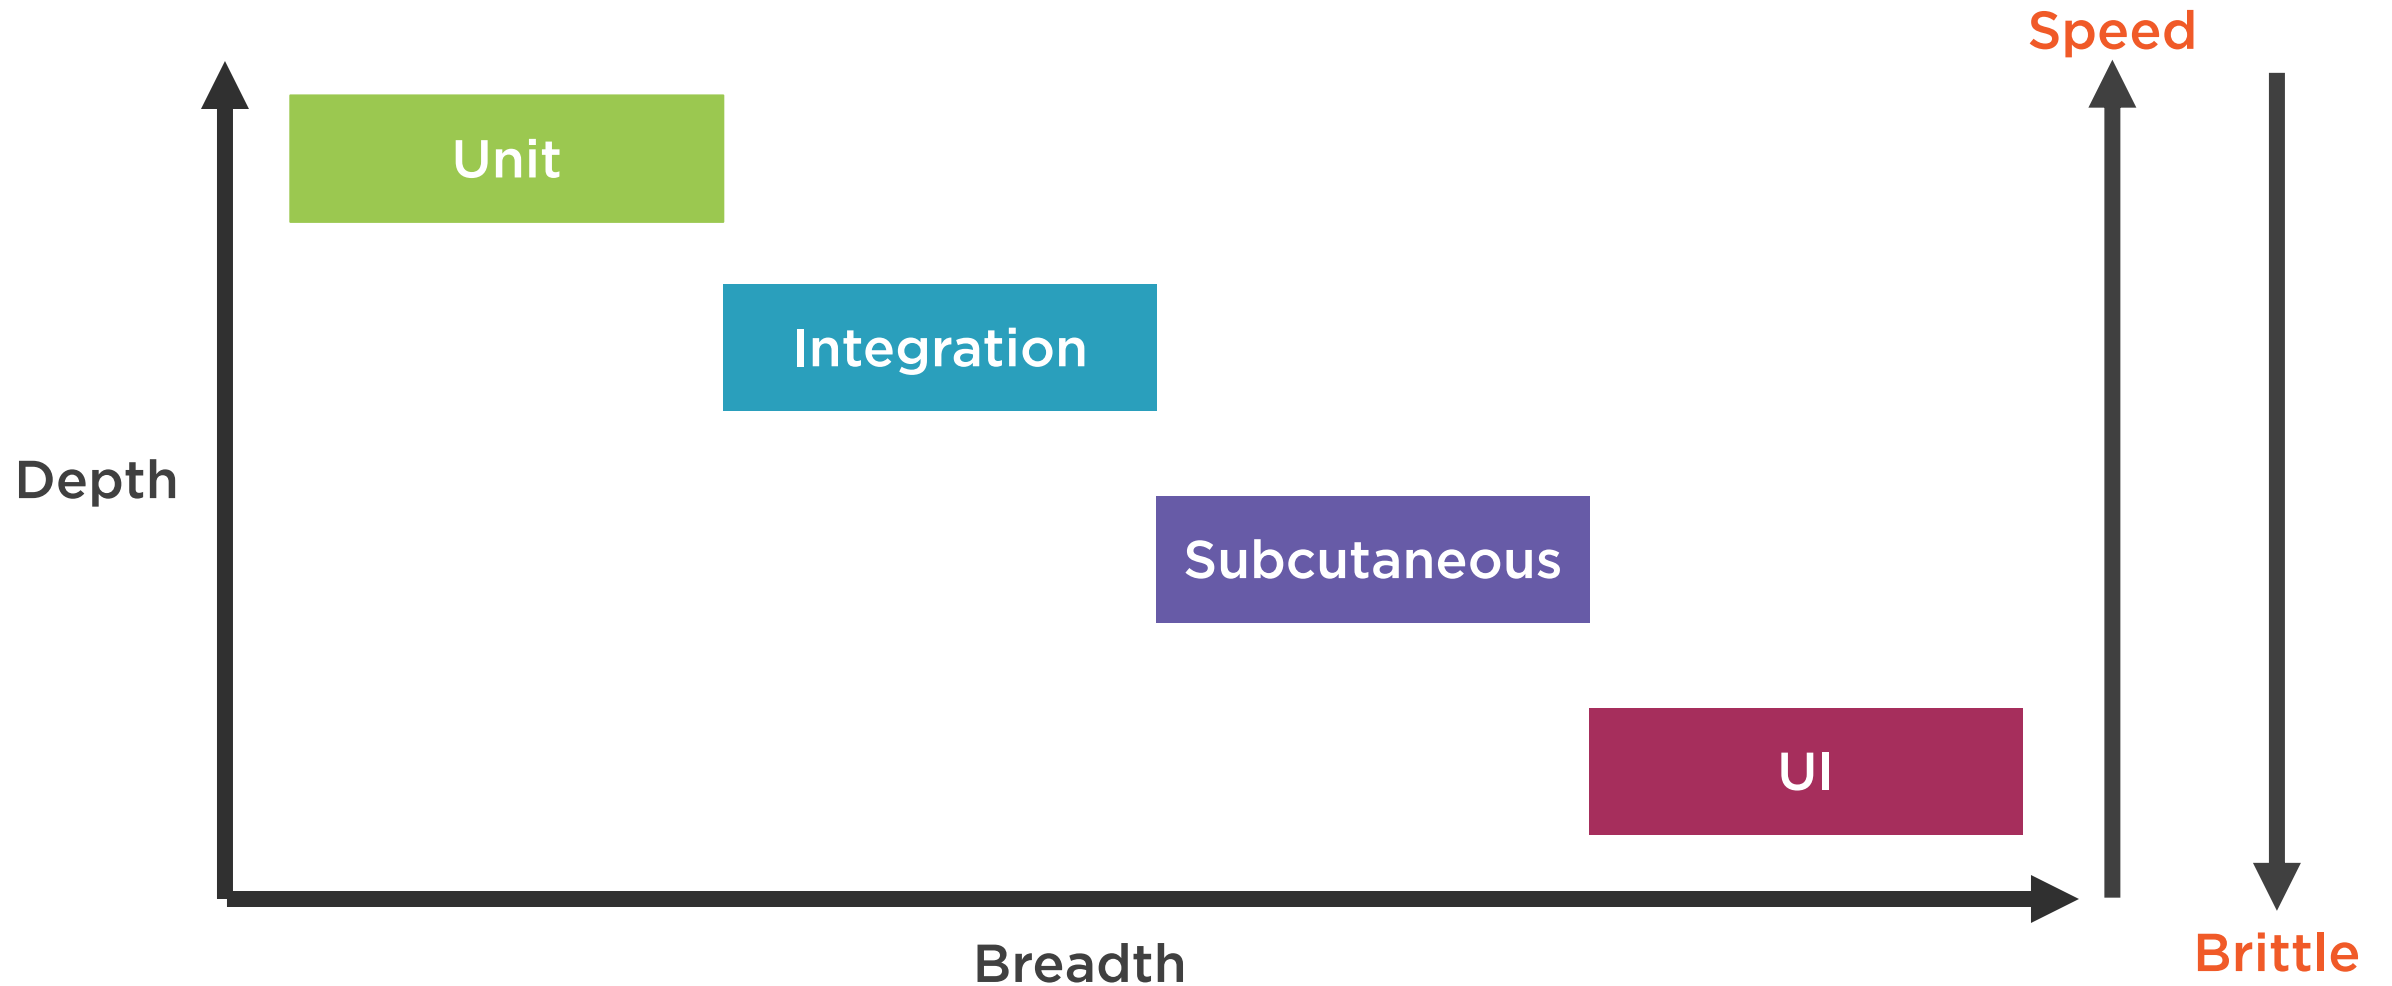 Speed
Unit
Integration
Depth
Subcutaneous
UI
Breadth
Brittle